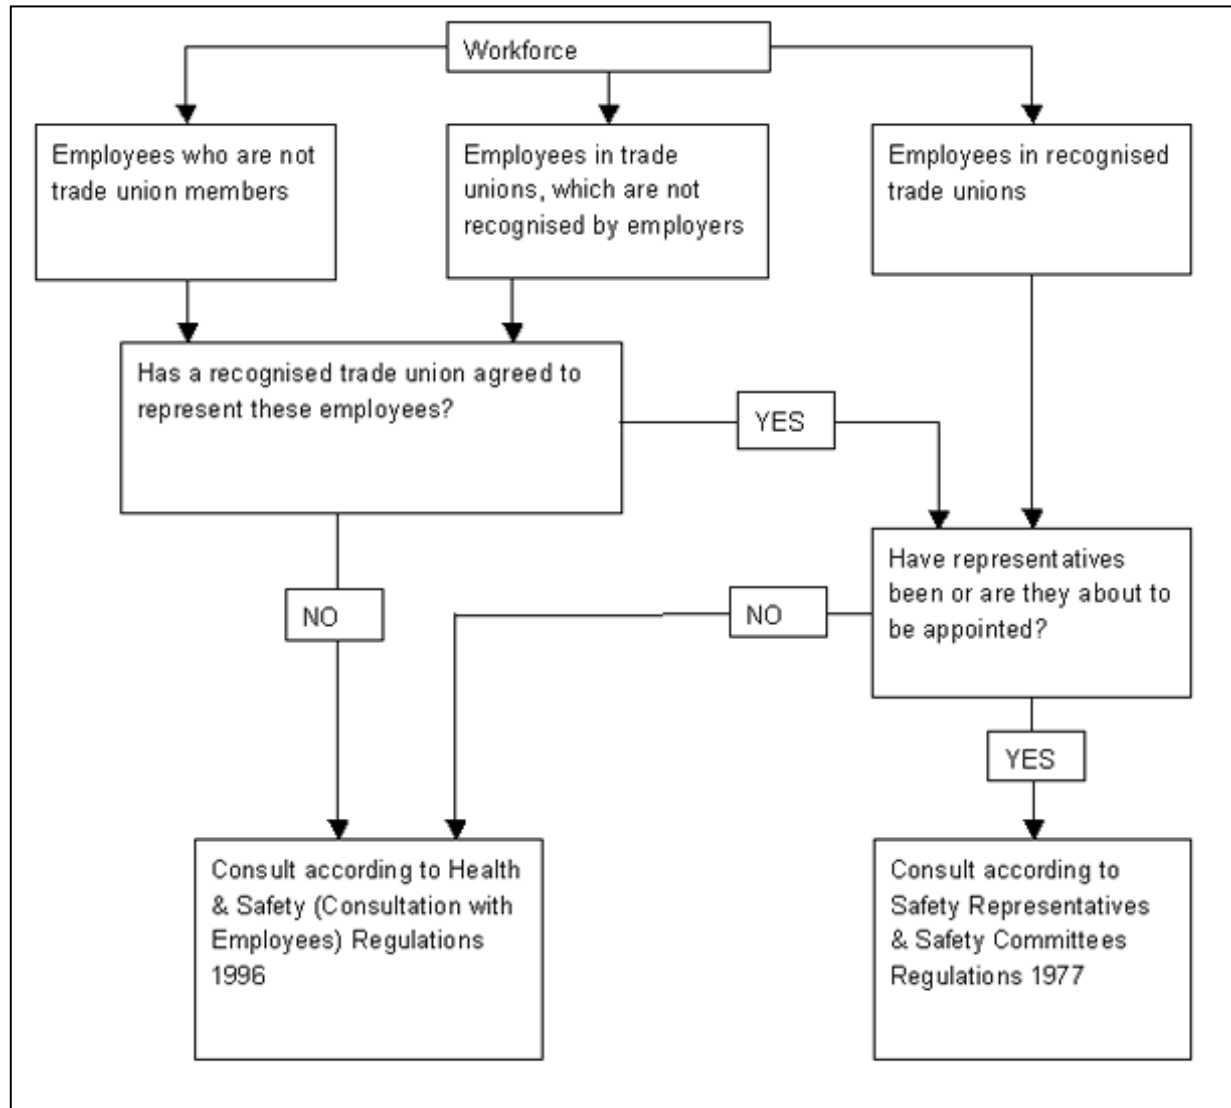 Workforce
Employees who are not
trade union members
Employees in trade
unions, which are not
recognised by employers
Employees in recognised
trade unions
Has a recognised trade union agreed to
represent these employees?
YES
Have representatives
been or are they about to
be appointed?
NO
NO
YES
Consult according to Health
& Safety (Consultation with
Employees) Regulations
1996
Consult according to
Safety Representatives
& Safety Committees
Regulations 1977